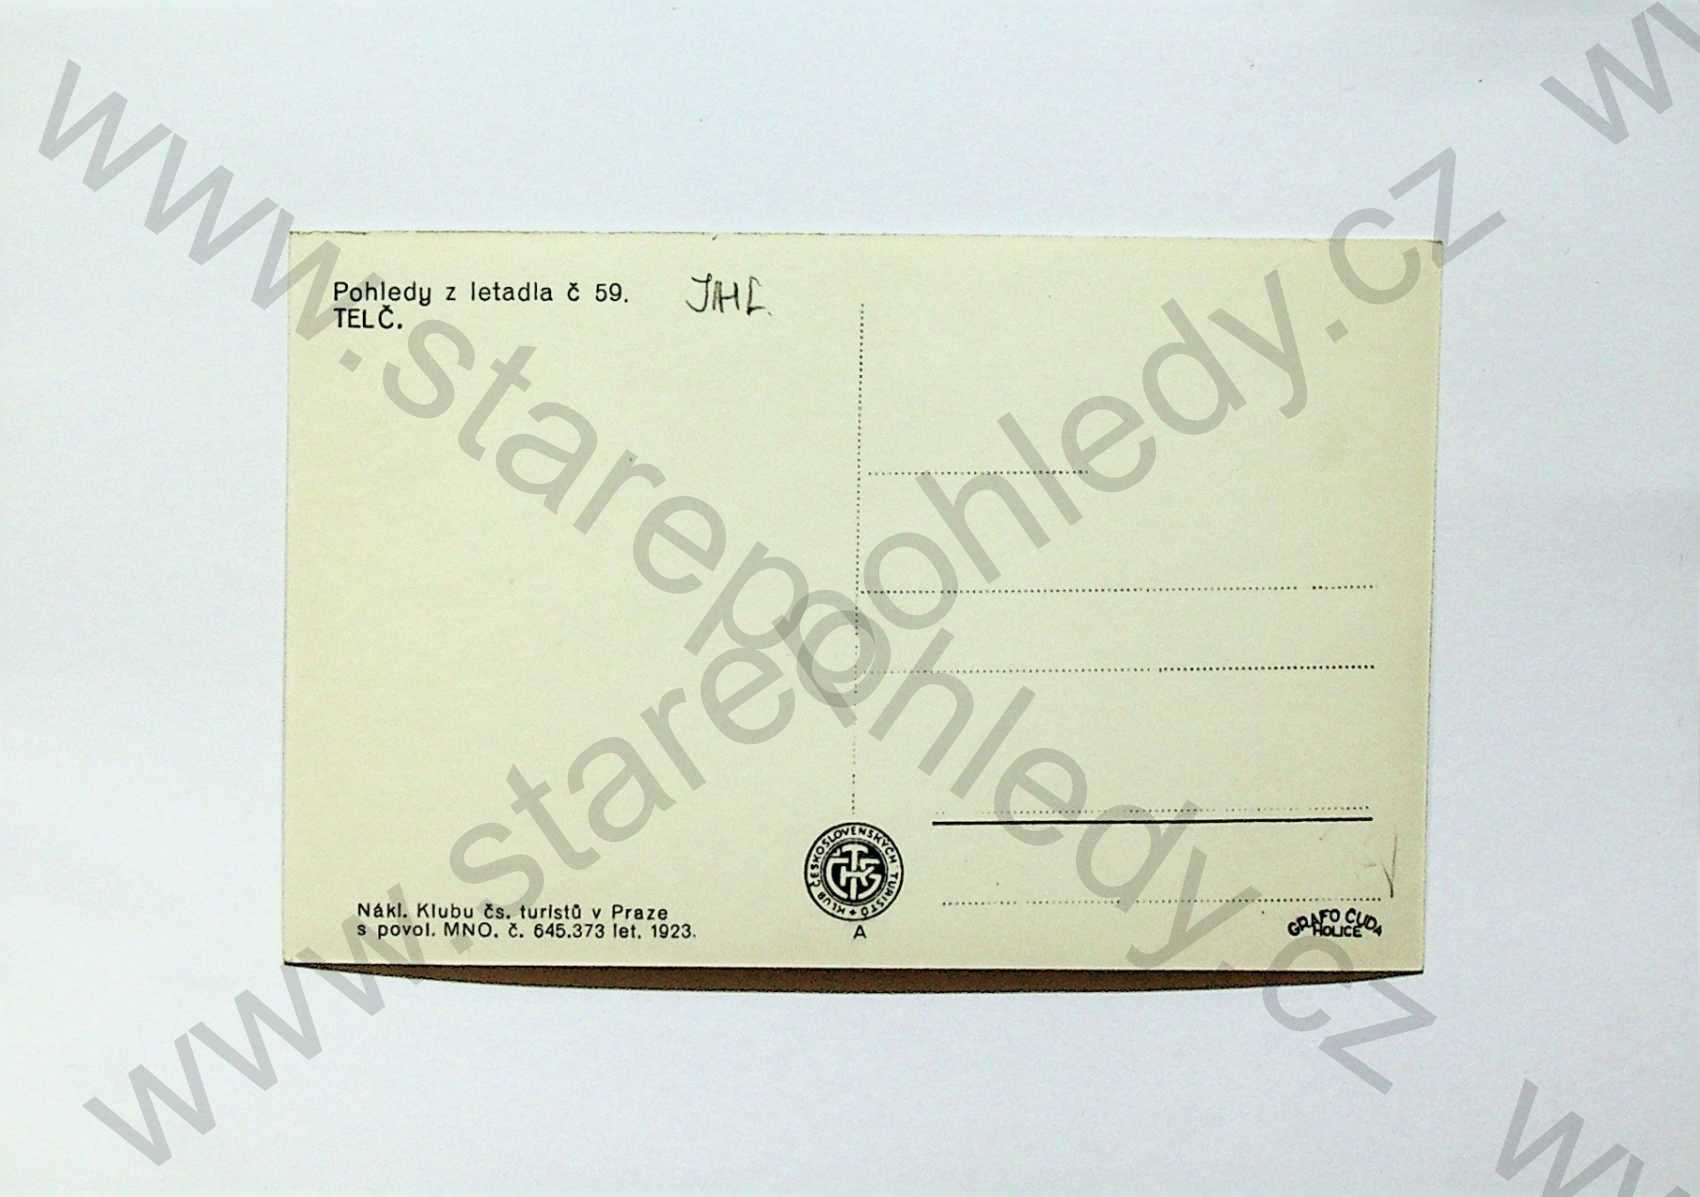 Pohledy z letadla č 59.
TELČ.
JHL.
Nákl. Klubu čs. turistů v Praze
s povol. MNO. č. 645.373 let. 1923.
KLUB ČESKOSLOVENSKÝCH TURISTŮ
KČST
A
GRAFO ČUDA
HOLICE
www.starepohledy.cz
www.starepohledy.cz